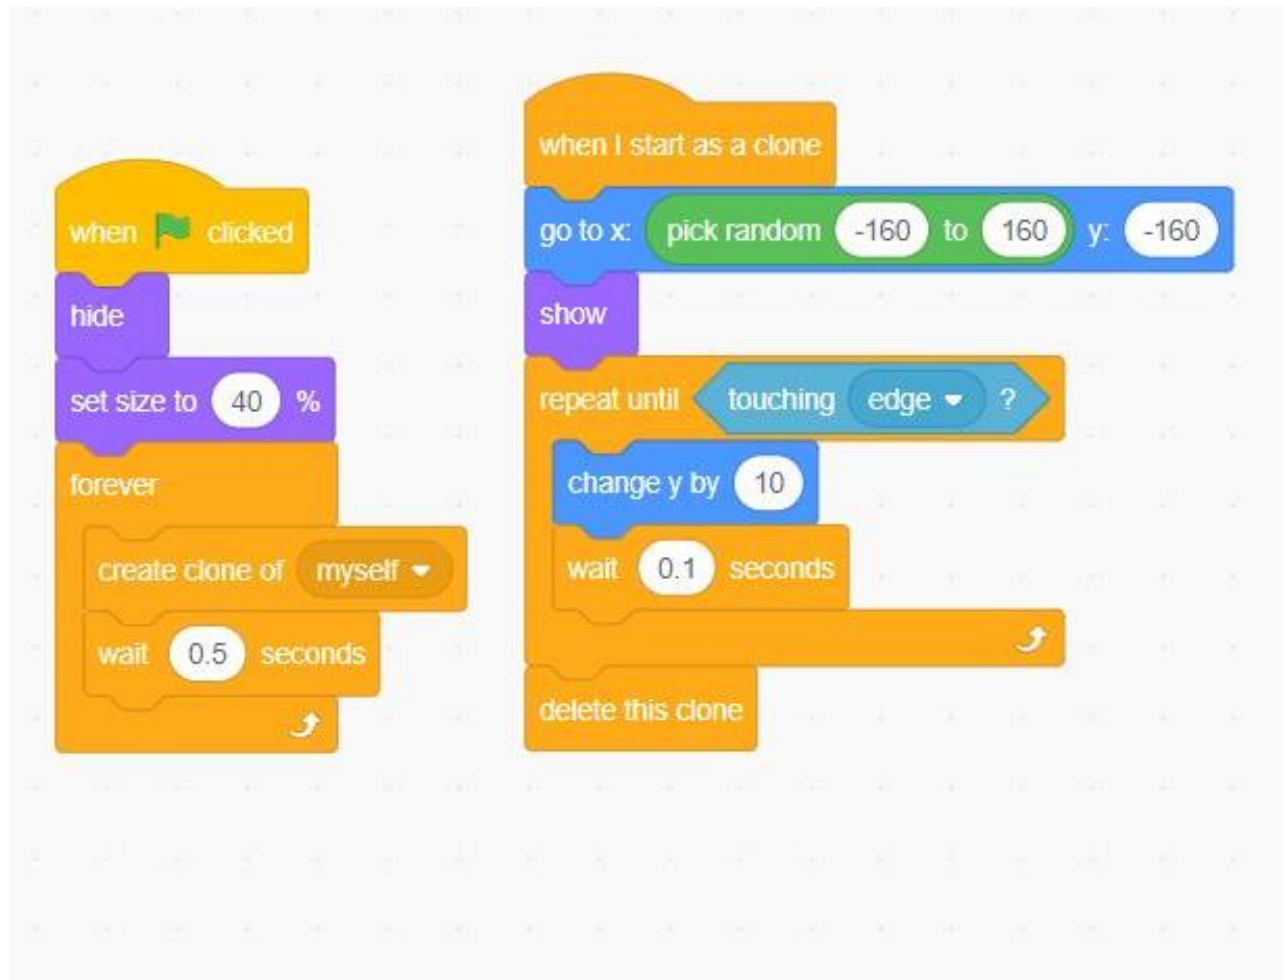 when clicked
hide
set size to 40 %
forever
create clone of myself
wait 0.5 seconds
when I start as a clone
go to x: pick random -160 to 160 y: -160
show
repeat until touching edge ?
change y by 10
wait 0.1 seconds
delete this clone